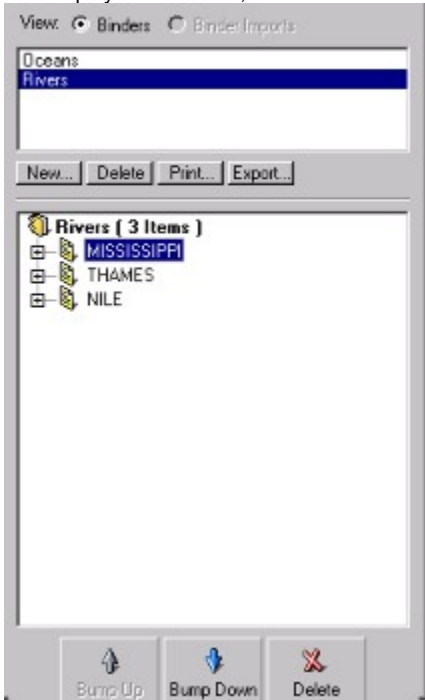 View: Binders Binder Imports
Oceans
Rivers
New... Delete Print... Export...
Rivers ( 3 Items )
MISSISSIPPI
THAMES
NILE
Bump Up Bump Down Delete